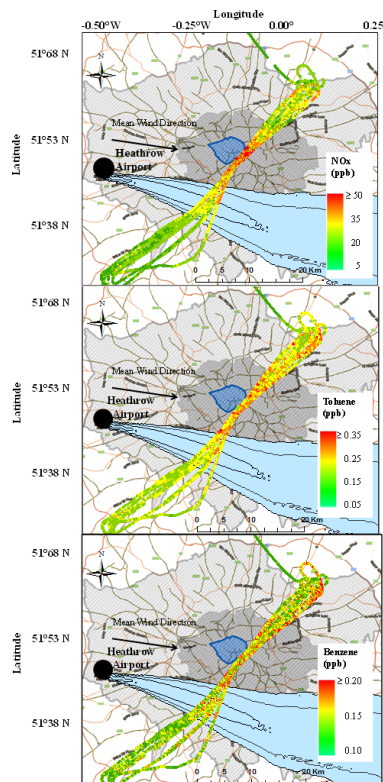 Longitude
-0.50°W
-0.25°W
0.00°
0.25
51°68 N
N
51°53 N
Mean Wind Direction
Heathrow
Airport
Latitude
51°38 N
NOx
(ppb)
≥ 50
35
20
5
0 5 10 20 Km
51°68 N
N
51°53 N
Mean Wind Direction
Heathrow
Airport
Latitude
51°38 N
Toluene
(ppb)
≥ 0.35
0.25
0.15
0.05
0 5 10 20 Km
51°68 N
N
51°53 N
Mean Wind Direction
Heathrow
Airport
Latitude
51°38 N
Benzene
(ppb)
≥ 0.20
0.15
0.10
0 5 10 20 Km